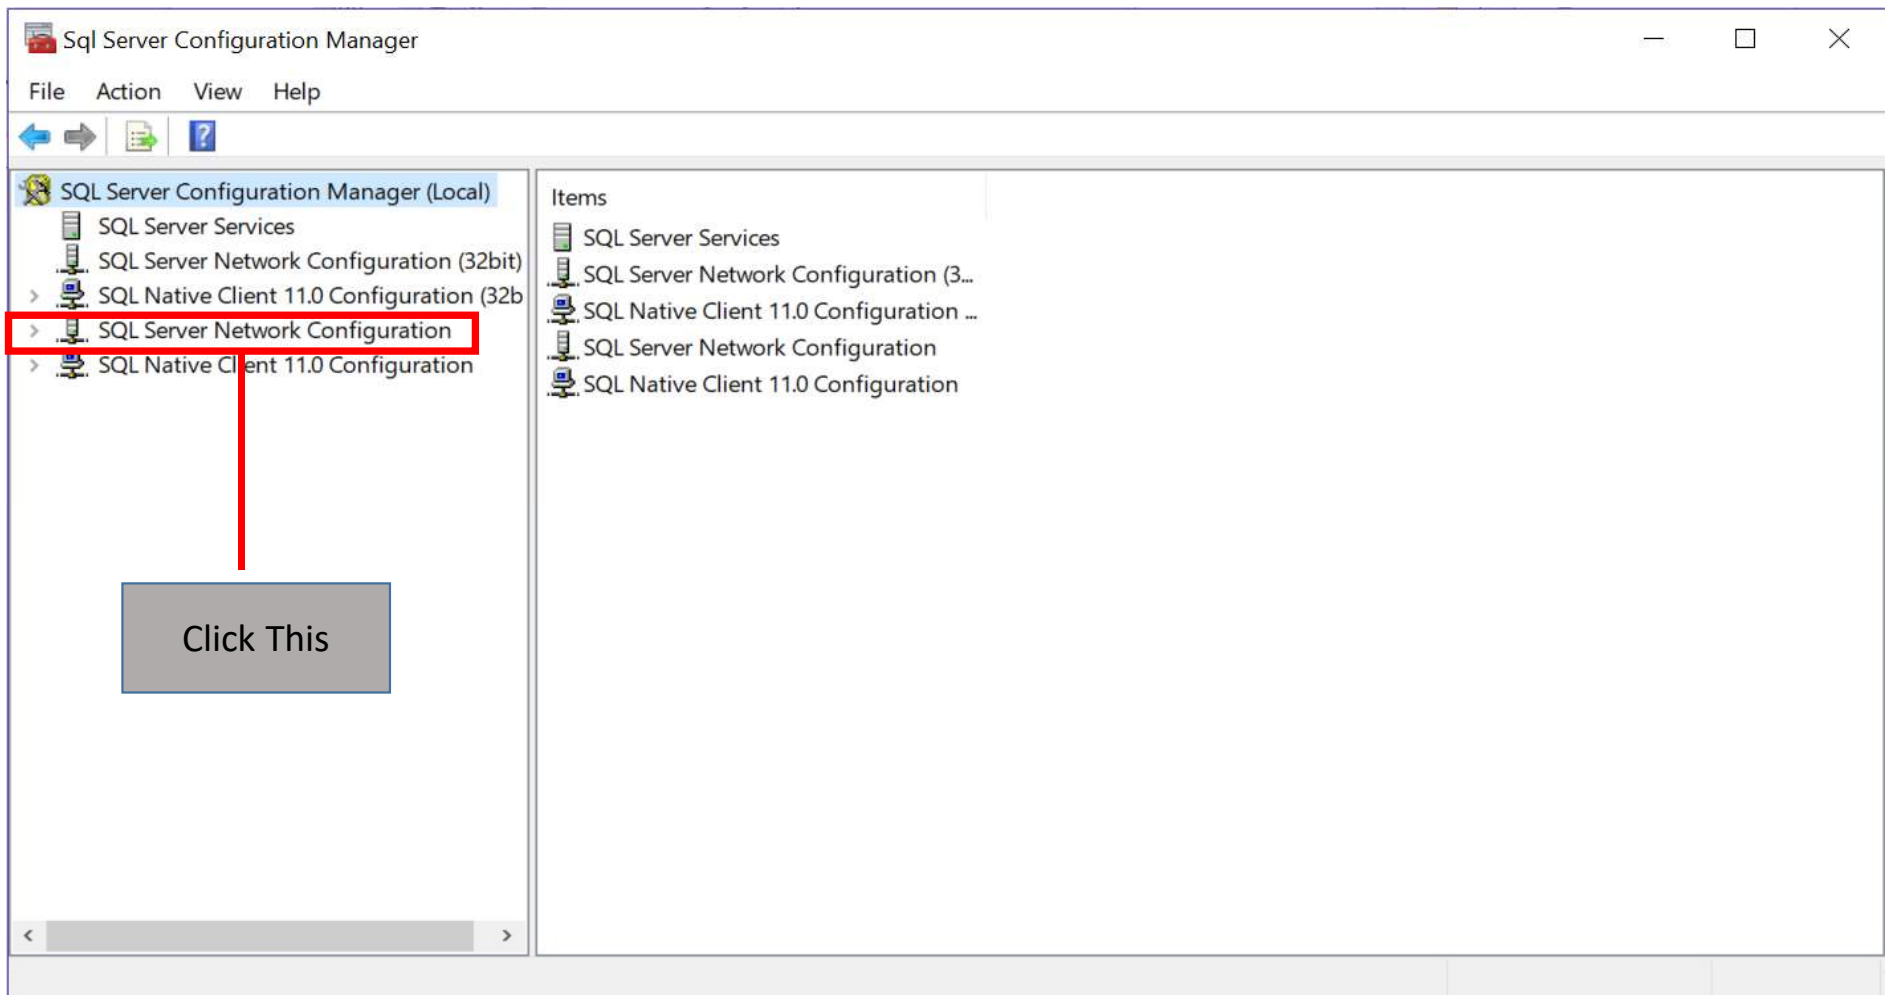 Sql Server Configuration Manager
File Action View Help
SQL Server Configuration Manager (Local)
SQL Server Services
SQL Server Network Configuration (32bit)
SQL Native Client 11.0 Configuration (32b
SQL Server Network Configuration
SQL Native Client 11.0 Configuration
Click This
Items
SQL Server Services
SQL Server Network Configuration (3...
SQL Native Client 11.0 Configuration ...
SQL Server Network Configuration
SQL Native Client 11.0 Configuration